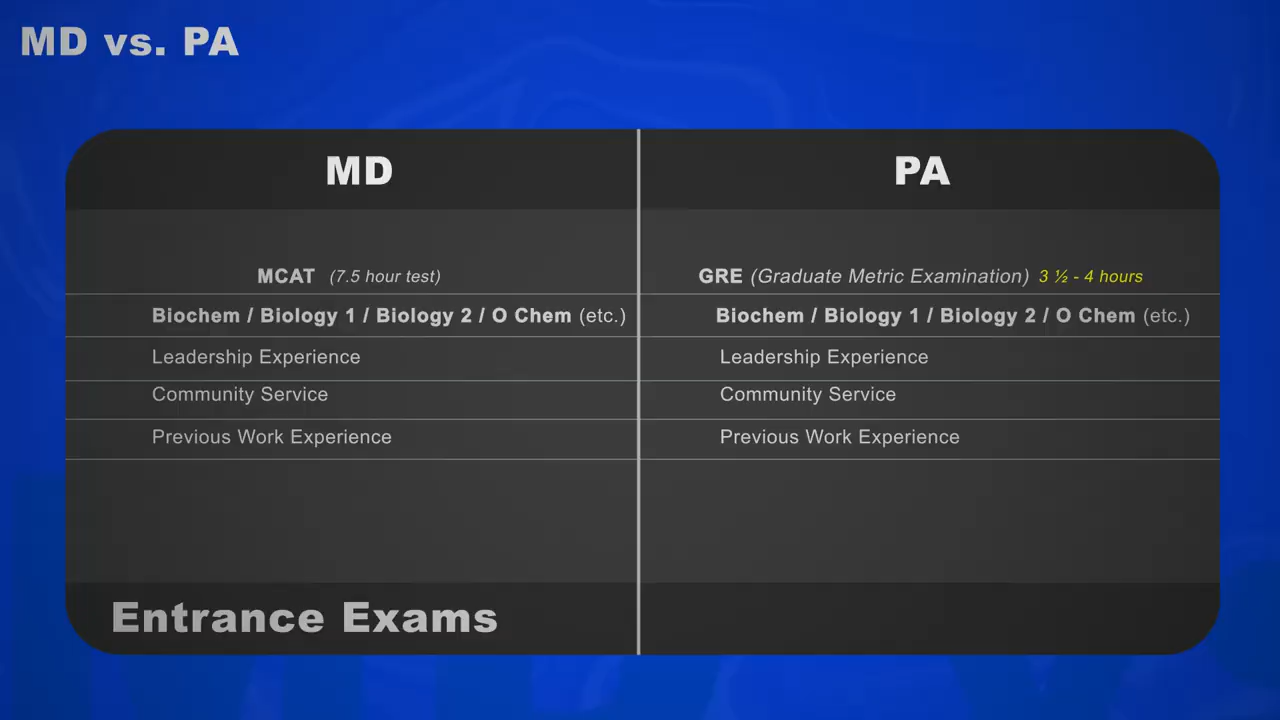 MD vs. PA
MD
PA
MCAT (7.5 hour test)
GRE (Graduate Metric Examination) 3 ½ - 4 hours
Biochem / Biology 1 / Biology 2 / O Chem (etc.)
Biochem / Biology 1 / Biology 2 / O Chem (etc.)
Leadership Experience
Leadership Experience
Community Service
Community Service
Previous Work Experience
Previous Work Experience
Entrance Exams